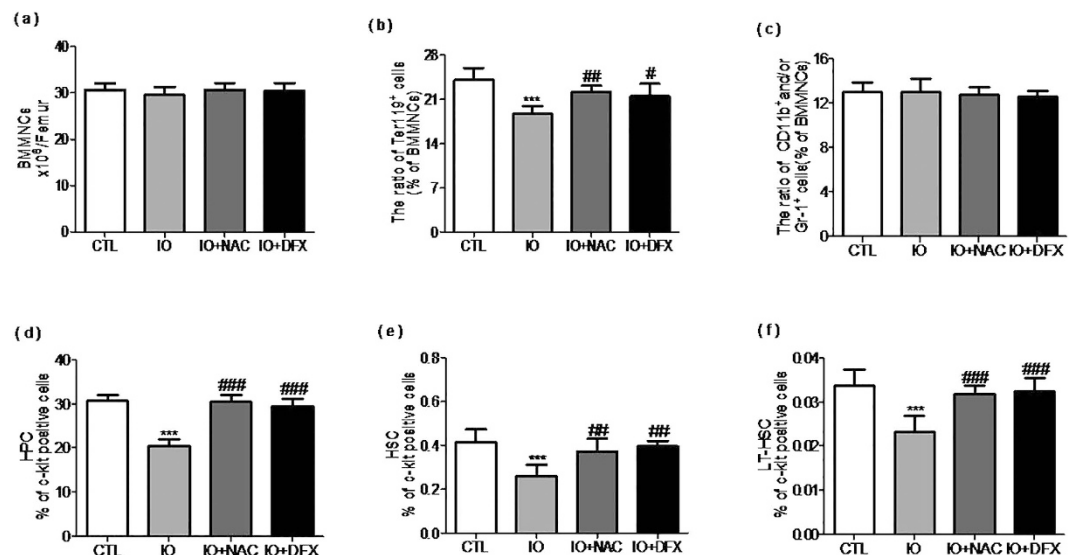 (a)
BMMNCs
x10⁶/Femur
40
30
20
10
0
CTL IO IO+NAC IO+DFX
(b)
The ratio of Ter119⁺ cells
(% of BMMNCs)
28
21
14
7
0
***
##
#
CTL IO IO+NAC IO+DFX
(c)
The ratio of CD11b⁺and/or
Gr-1⁺ cells(% of BMMNCs)
16
12
8
4
0
CTL IO IO+NAC IO+DFX
(d)
HPC
% of c-kit positive cells
40
30
20
10
0
***
###
###
CTL IO IO+NAC IO+DFX
(e)
HSC
% of c-kit positive cells
0.8
0.6
0.4
0.2
0.0
***
##
##
CTL IO IO+NAC IO+DFX
(f)
LT-HSC
% of c-kit positive cells
0.04
0.03
0.02
0.01
0.00
***
###
###
CTL IO IO+NAC IO+DFX